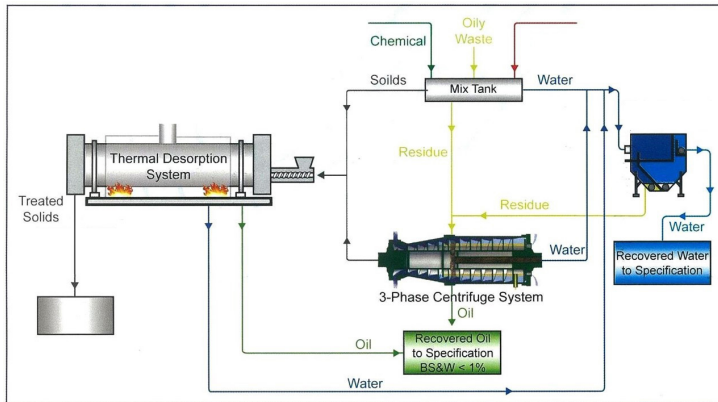 Chemical
Oily
Waste
Soilds
Mix Tank
Water
Thermal Desorption
System
Residue
Treated
Solids
Residue
Water
Water
Recovered Water
to Specification
3-Phase Centrifuge System
Oil
Oil
Recovered Oil
to Specification
BS&W < 1%
Water